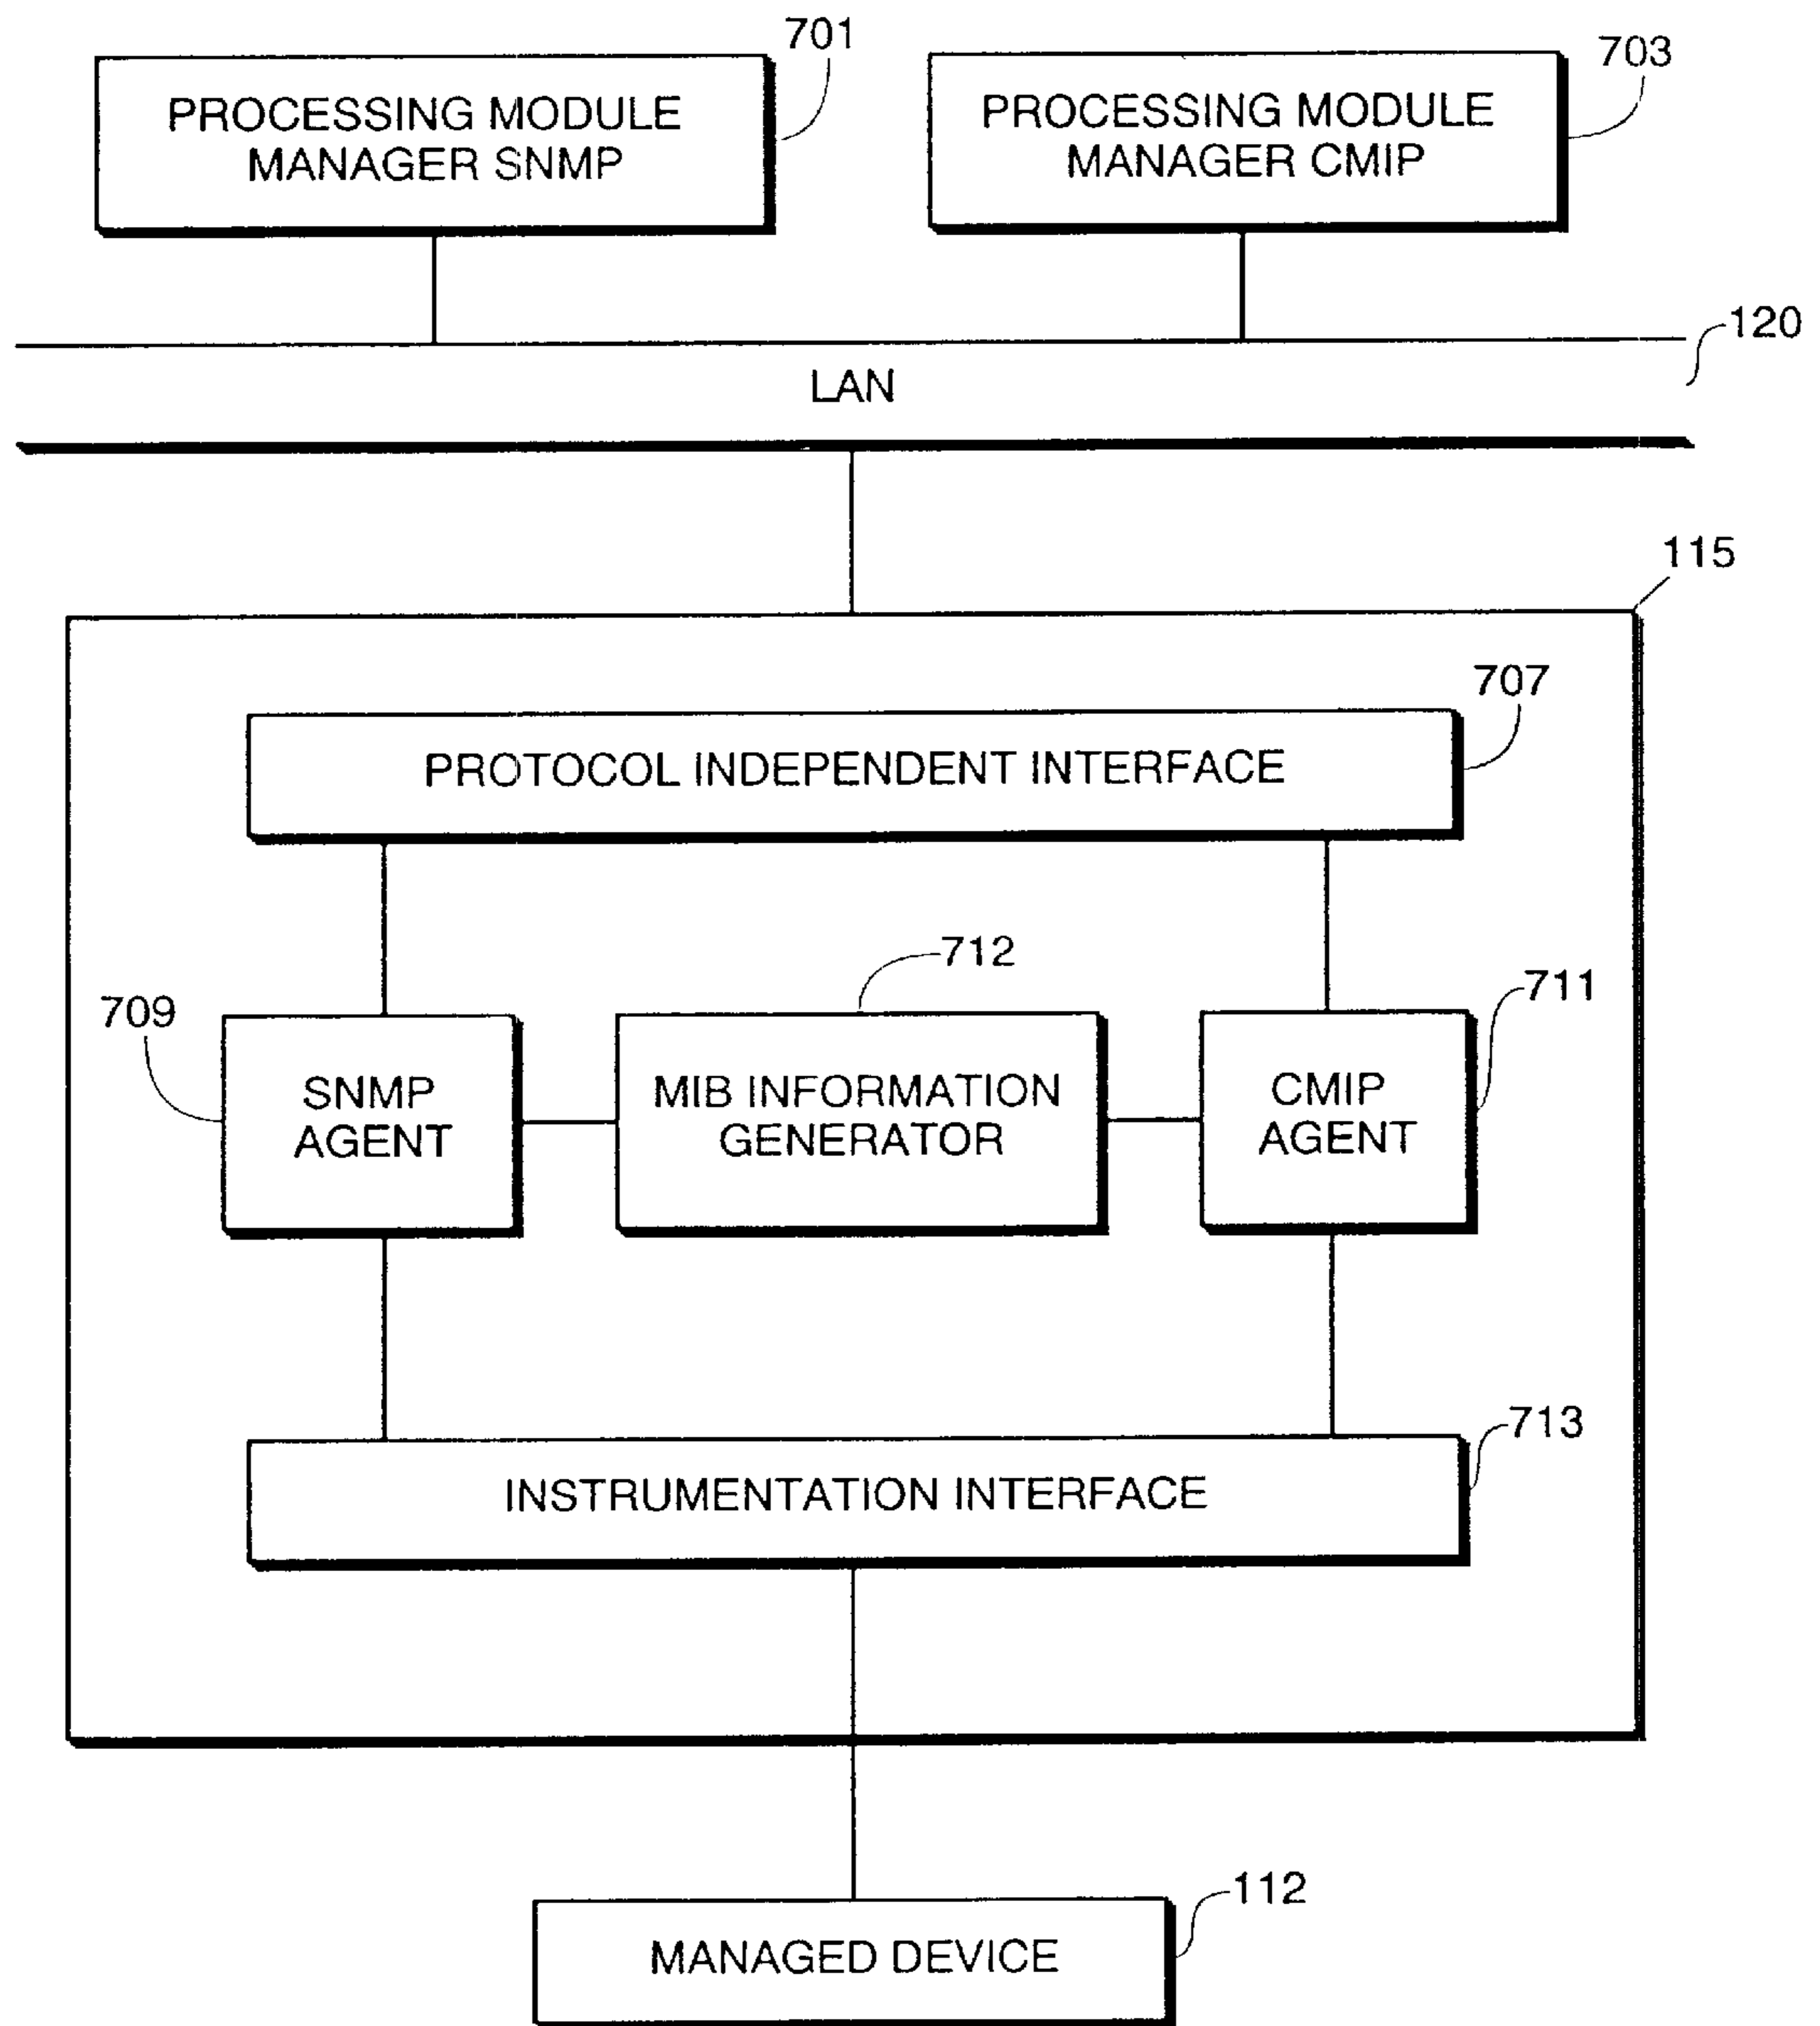 701
703
PROCESSING MODULE
MANAGER SNMP
PROCESSING MODULE
MANAGER CMIP
120
LAN
115
707
PROTOCOL INDEPENDENT INTERFACE
712
711
709
SNMP
AGENT
MIB INFORMATION
GENERATOR
CMIP
AGENT
713
INSTRUMENTATION INTERFACE
112
MANAGED DEVICE